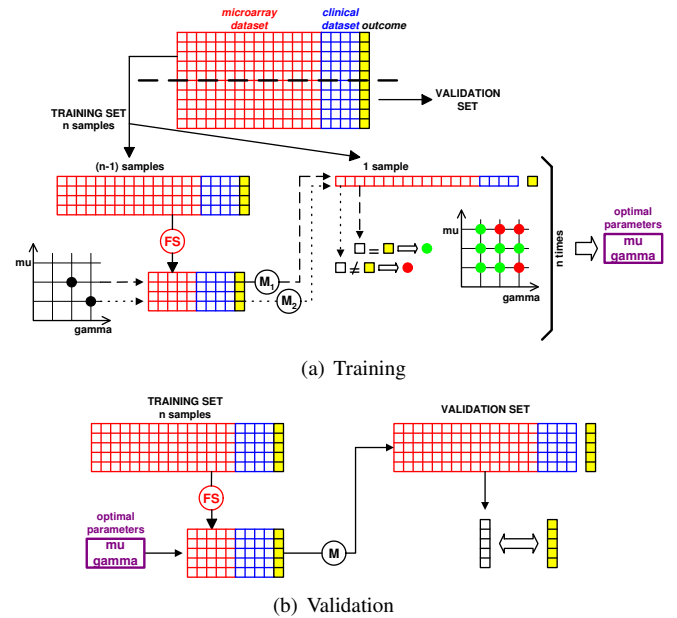 microarray dataset
clinical dataset
outcome
TRAINING SET
n samples
VALIDATION
SET
(n-1) samples
1 sample
FS
mu
gamma
M1
M2
=
≠
mu
gamma
n times
optimal
parameters
mu
gamma
(a) Training
TRAINING SET
n samples
VALIDATION SET
FS
optimal
parameters
mu
gamma
M
(b) Validation